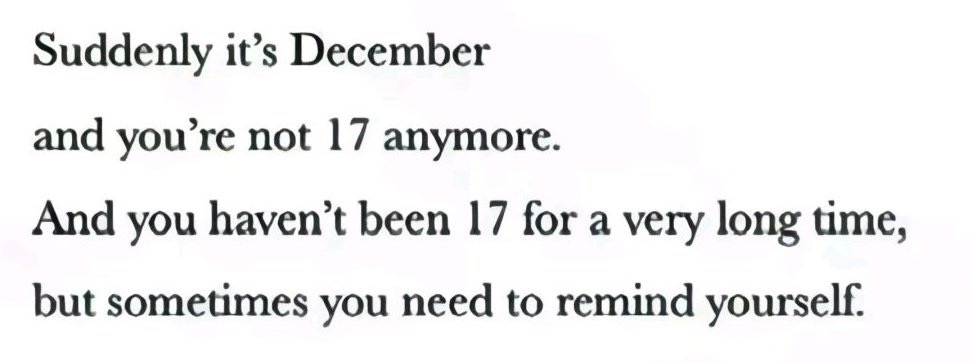 Suddenly it’s December
and you’re not 17 anymore.
And you haven’t been 17 for a very long time,
but sometimes you need to remind yourself.